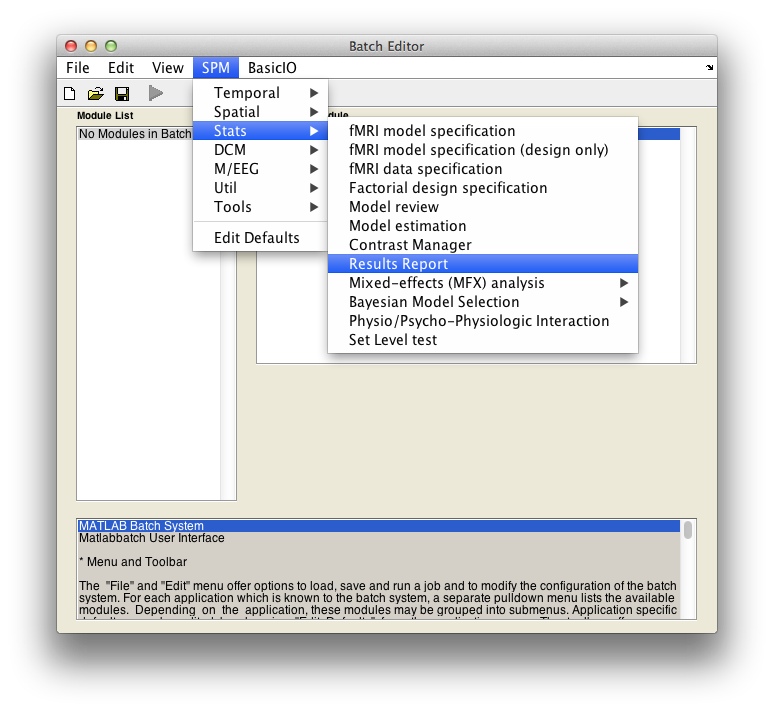 Batch Editor
File Edit View SPM BasicIO
Module List
No Modules in Batch
Temporal
Spatial
Stats
DCM
M/EEG
Util
Tools
Edit Defaults
fMRI model specification
fMRI model specification (design only)
fMRI data specification
Factorial design specification
Model review
Model estimation
Contrast Manager
Results Report
Mixed-effects (MFX) analysis
Bayesian Model Selection
Physio/Psycho-Physiologic Interaction
Set Level test
MATLAB Batch System
Matlabbatch User Interface
* Menu and Toolbar
The "File" and "Edit" menu offer options to load, save and run a job and to modify the configuration of the batch
system. For each application which is known to the batch system, a separate pulldown menu lists the available
modules. Depending on the application, these modules may be grouped into submenus. Application specific